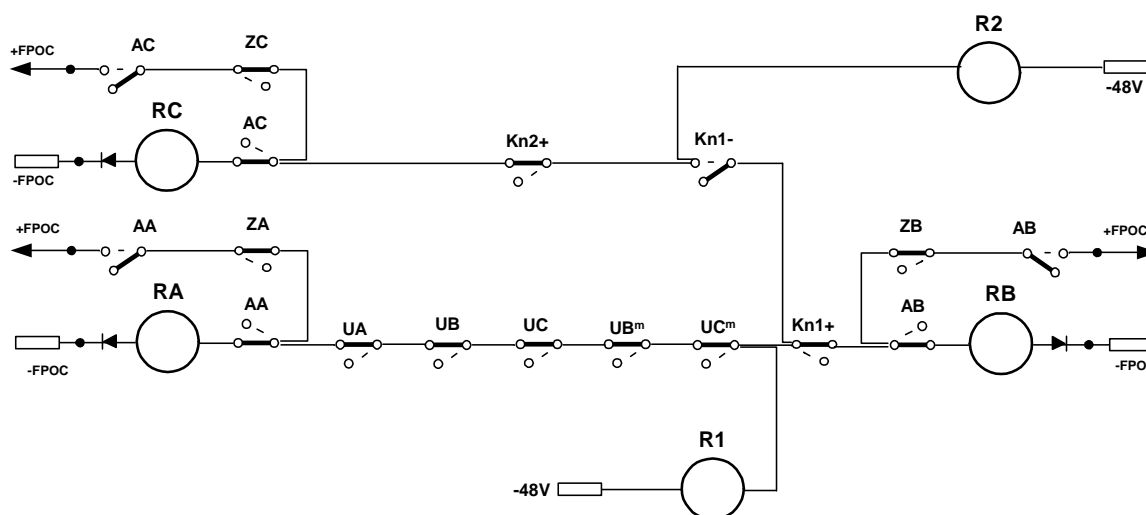 R2
AC ZC
+FPOC
-48V
RC AC
Kn2+ Kn1-
-FPOC
AA ZA ZB AB
+FPOC +FPOC
RA AA AB RB
UA UB UC UBᵐ UCᵐ Kn1+
-FPOC -FPO
R1
-48V